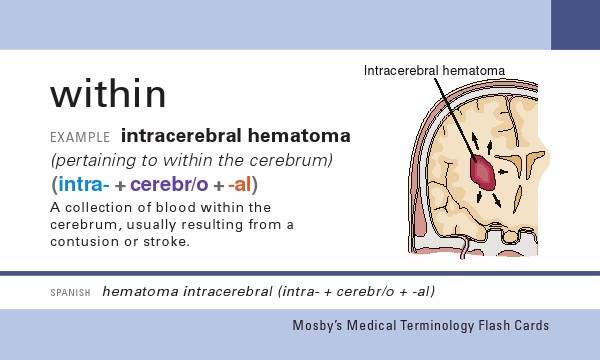 Intracerebral hematoma
within
EXAMPLE intracerebral hematoma
(pertaining to within the cerebrum)
(intra- + cerebr/o + -al)
A collection of blood within the
cerebrum, usually resulting from a
contusion or stroke.
SPANISH hematoma intracerebral (intra- + cerebr/o + -al)
Mosby's Medical Terminology Flash Cards